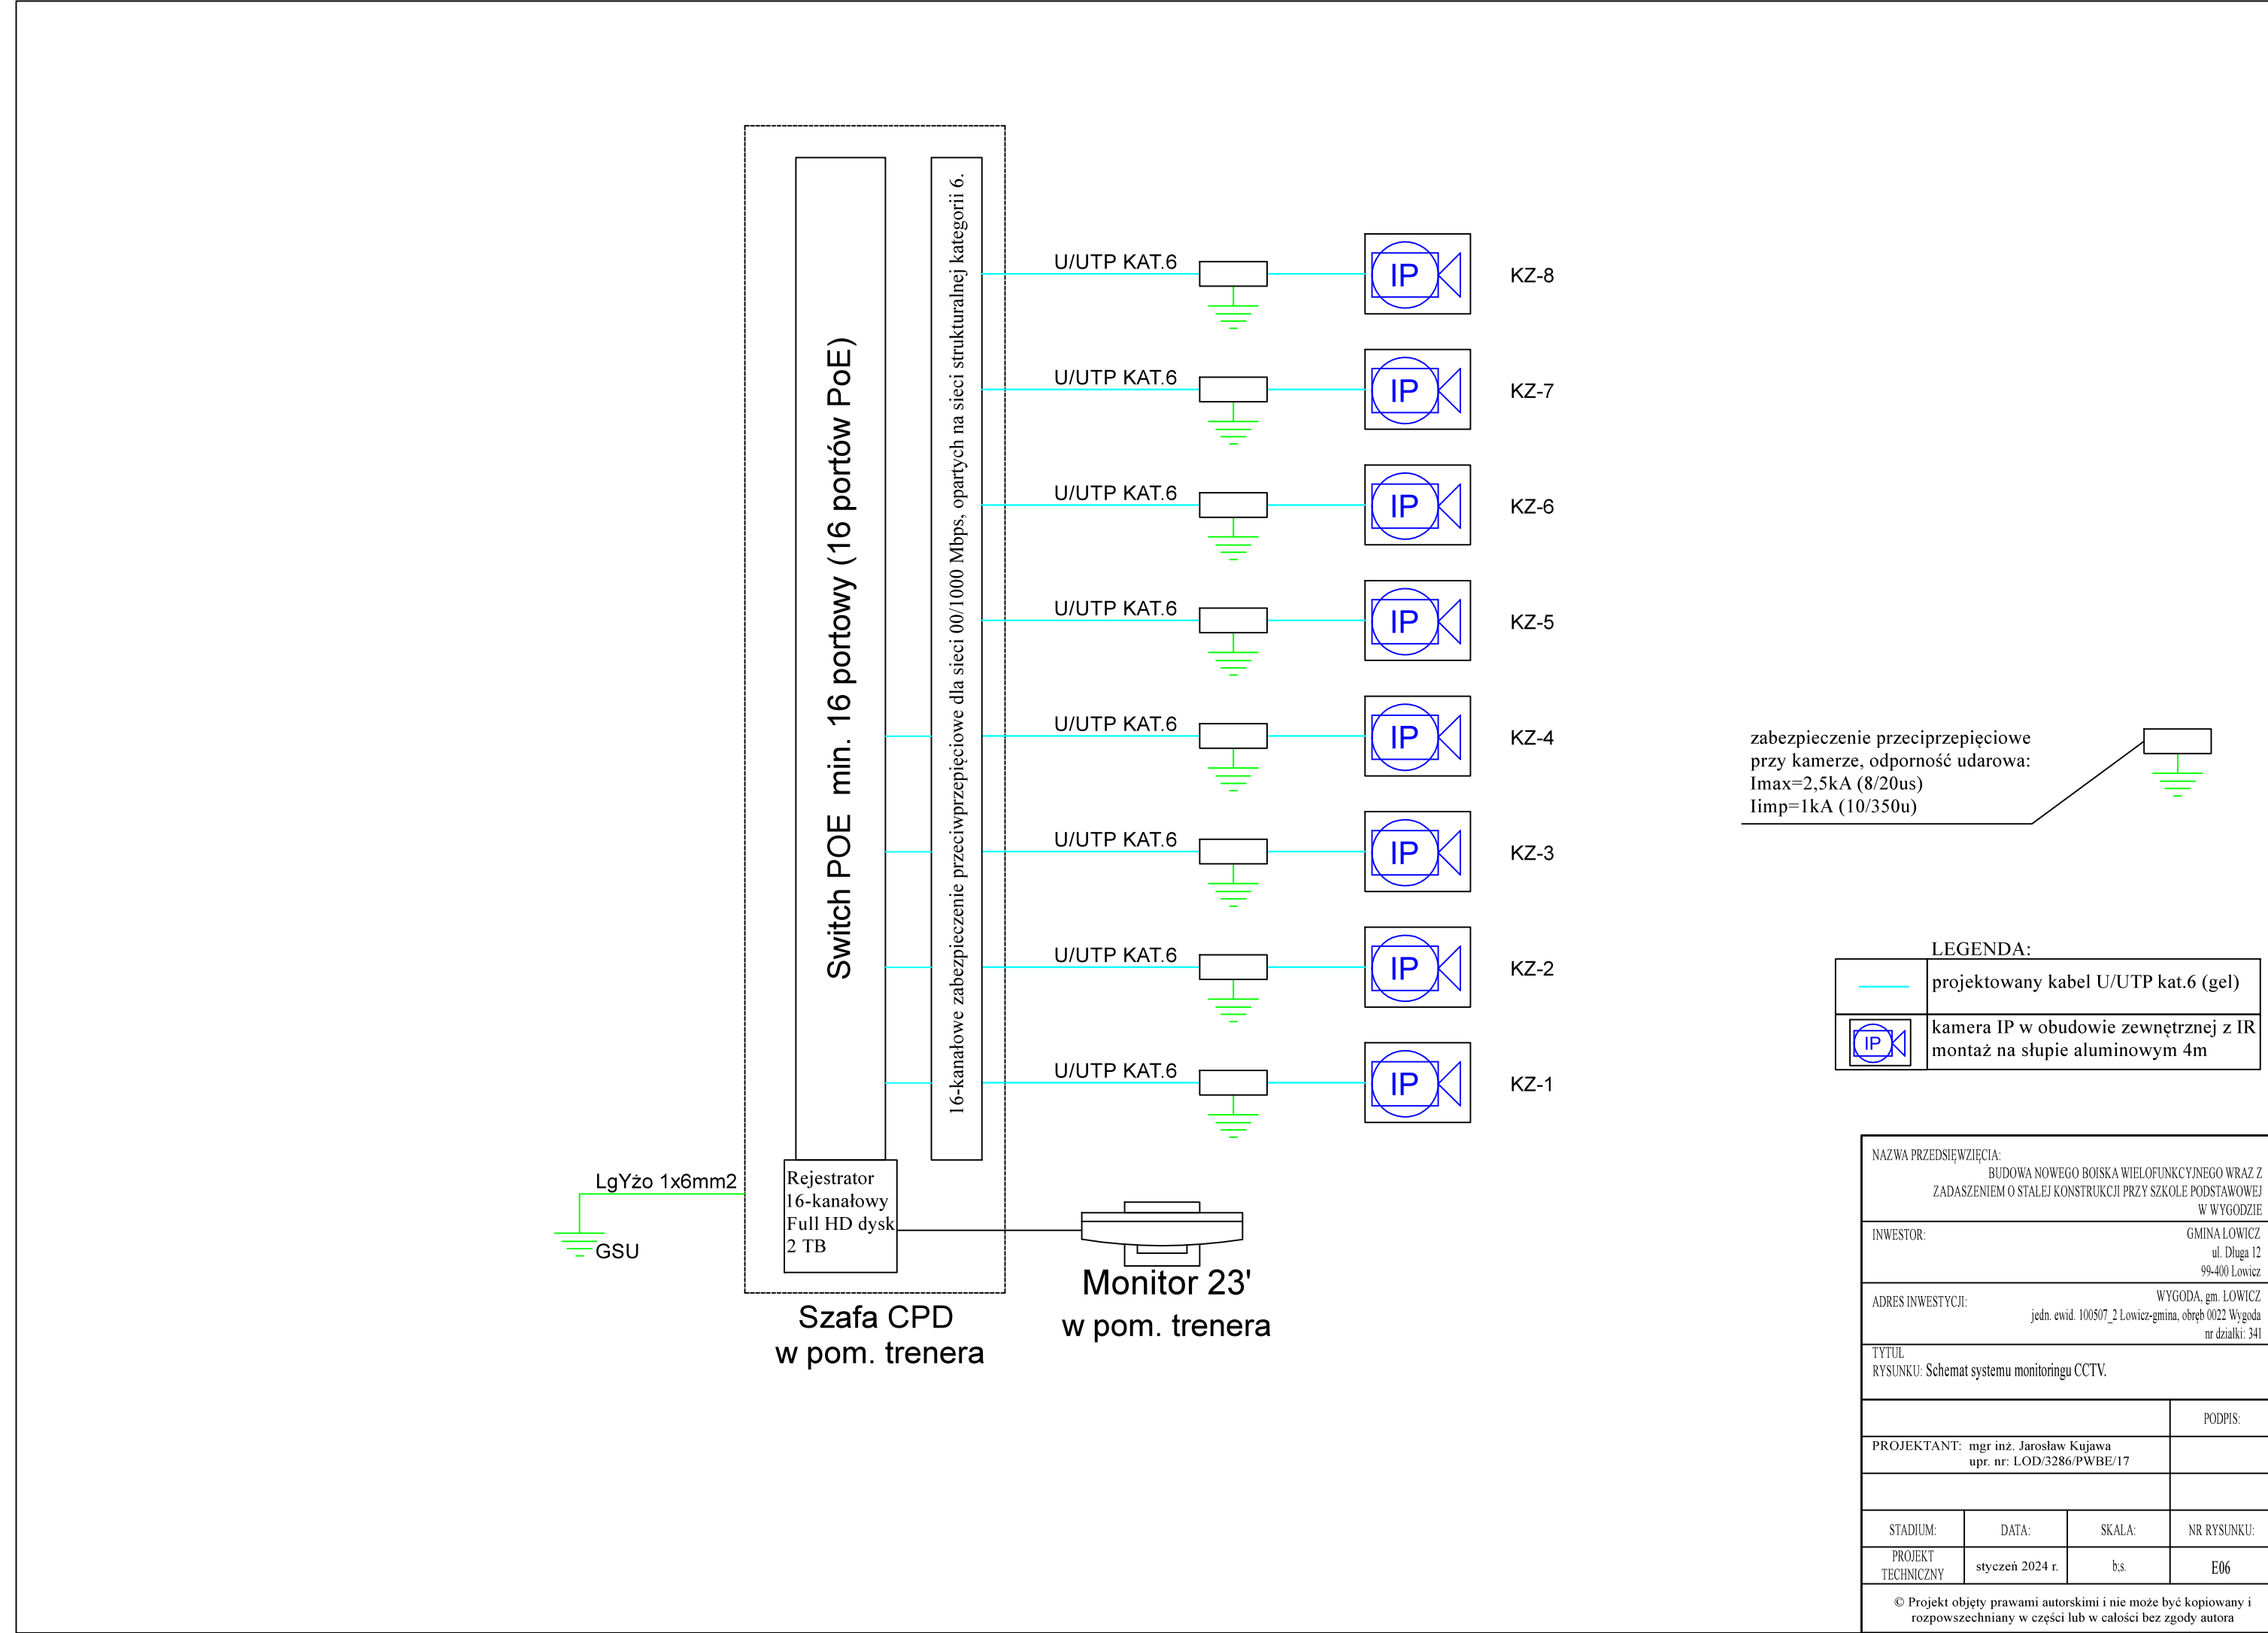 Switch POE min. 16 portowy (16 portów PoE)
16-kanałowe zabezpieczenie przeciwprzepięciowe dla sieci 00/1000 Mbps, opartych na sieci strukturalnej kategorii 6.
U/UTP KAT.6
IP
KZ-8
U/UTP KAT.6
IP
KZ-7
U/UTP KAT.6
IP
KZ-6
U/UTP KAT.6
IP
KZ-5
U/UTP KAT.6
IP
KZ-4
U/UTP KAT.6
IP
KZ-3
U/UTP KAT.6
IP
KZ-2
U/UTP KAT.6
IP
KZ-1
LgYżo 1x6mm2
GSU
Rejestrator
16-kanałowy
Full HD dysk
2 TB
Szafa CPD
w pom. trenera
Monitor 23'
w pom. trenera
zabezpieczenie przeciprzepięciowe
przy kamerze, odporność udarowa:
Imax=2,5kA (8/20us)
Iimp=1kA (10/350u)
LEGENDA:
projektowany kabel U/UTP kat.6 (gel)
IP
kamera IP w obudowie zewnętrznej z IR
montaż na słupie aluminowym 4m
NAZWA PRZEDSIĘWZIĘCIA:
BUDOWA NOWEGO BOISKA WIELOFUNKCYJNEGO WRAZ Z
ZADASZENIEM O STAŁEJ KONSTRUKCJI PRZY SZKOLE PODSTAWOWEJ
W WYGODZIE
INWESTOR:
GMINA ŁOWICZ
ul. Długa 12
99-400 Łowicz
ADRES INWESTYCJI:
WYGODA, gm. ŁOWICZ
jedn. ewid. 100507_2 Łowicz-gmina, obręb 0022 Wygoda
nr działki: 341
TYTUŁ
RYSUNKU: Schemat systemu monitoringu CCTV.
PODPIS:
PROJEKTANT: mgr inż. Jarosław Kujawa
upr. nr: LOD/3286/PWBE/17
STADIUM: DATA: SKALA: NR RYSUNKU:
PROJEKT
TECHNICZNY
styczeń 2024 r.
b;s.
E06
© Projekt objęty prawami autorskimi i nie może być kopiowany i
rozpowszechniany w części lub w całości bez zgody autora